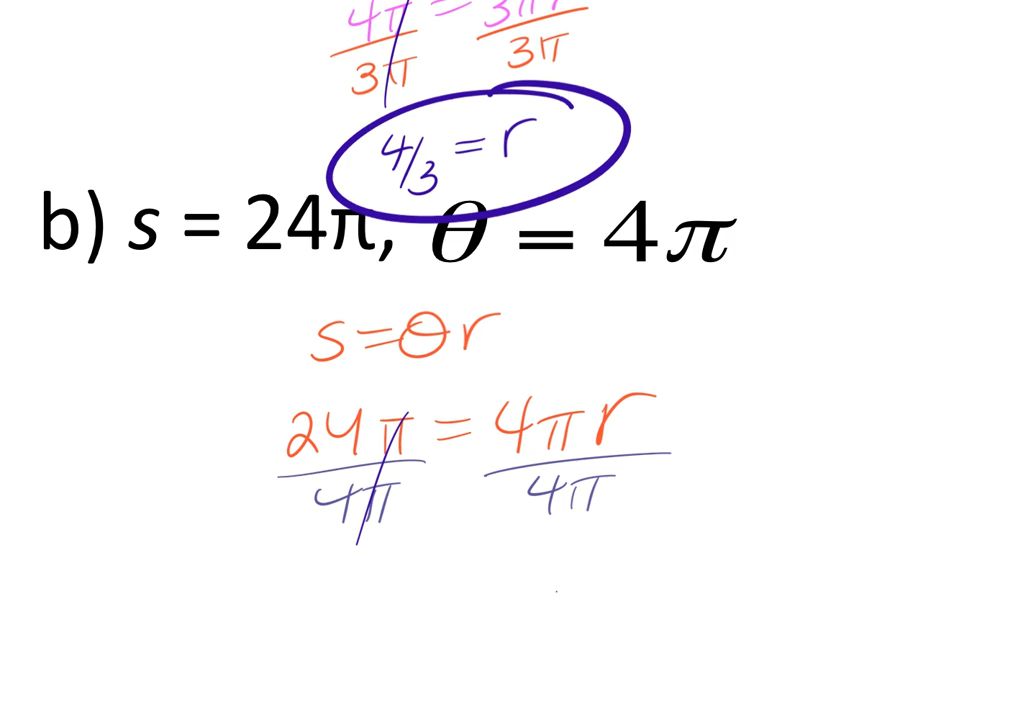 4π = 3πr
3π 3π
4/3 = r
b) s = 24π, θ = 4π
s = θr
24π = 4πr
4π 4π